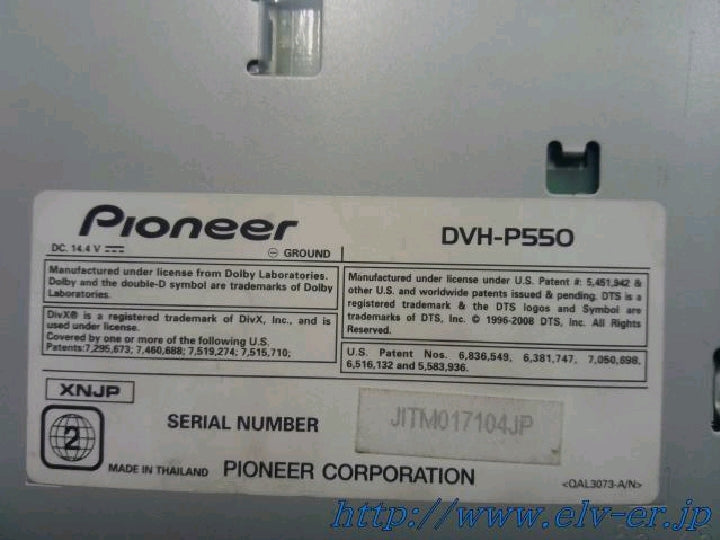 Pioneer
DVH-P550
DC. 14.4 V
GROUND
Manufactured under license from Dolby Laboratories.
Dolby and the double-D symbol are trademarks of Dolby
Laboratories.
DivX® is a registered trademark of DivX, Inc., and is
used under license.
Covered by one or more of the following U.S.
Patents:7,295,673; 7,460,688; 7,519,274; 7,515,710;
Manufactured under license under U.S. Patent #: 5,451,942 &
other U.S. and worldwide patents issued & pending. DTS is a
registered trademark & the DTS logos and Symbol are
trademarks of DTS, Inc. © 1996-2008 DTS, Inc. All Rights
Reserved.
U.S. Patent Nos. 6,836,549, 6,381,747, 7,050,698,
6,516,132 and 5,583,936.
XNJP
2
SERIAL NUMBER
JITM017104JP
MADE IN THAILAND PIONEER CORPORATION
<QAL3073-A/N>
http://www.elv-er.jp